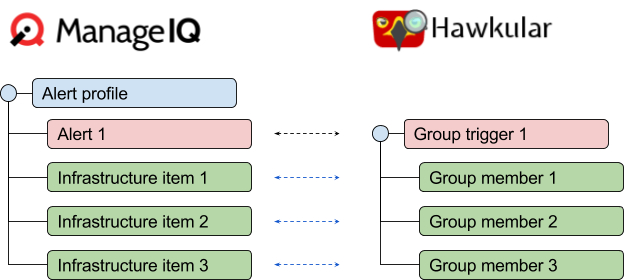 ManageIQ
Hawkular
Alert profile
Alert 1
Group trigger 1
Infrastructure item 1
Group member 1
Infrastructure item 2
Group member 2
Infrastructure item 3
Group member 3